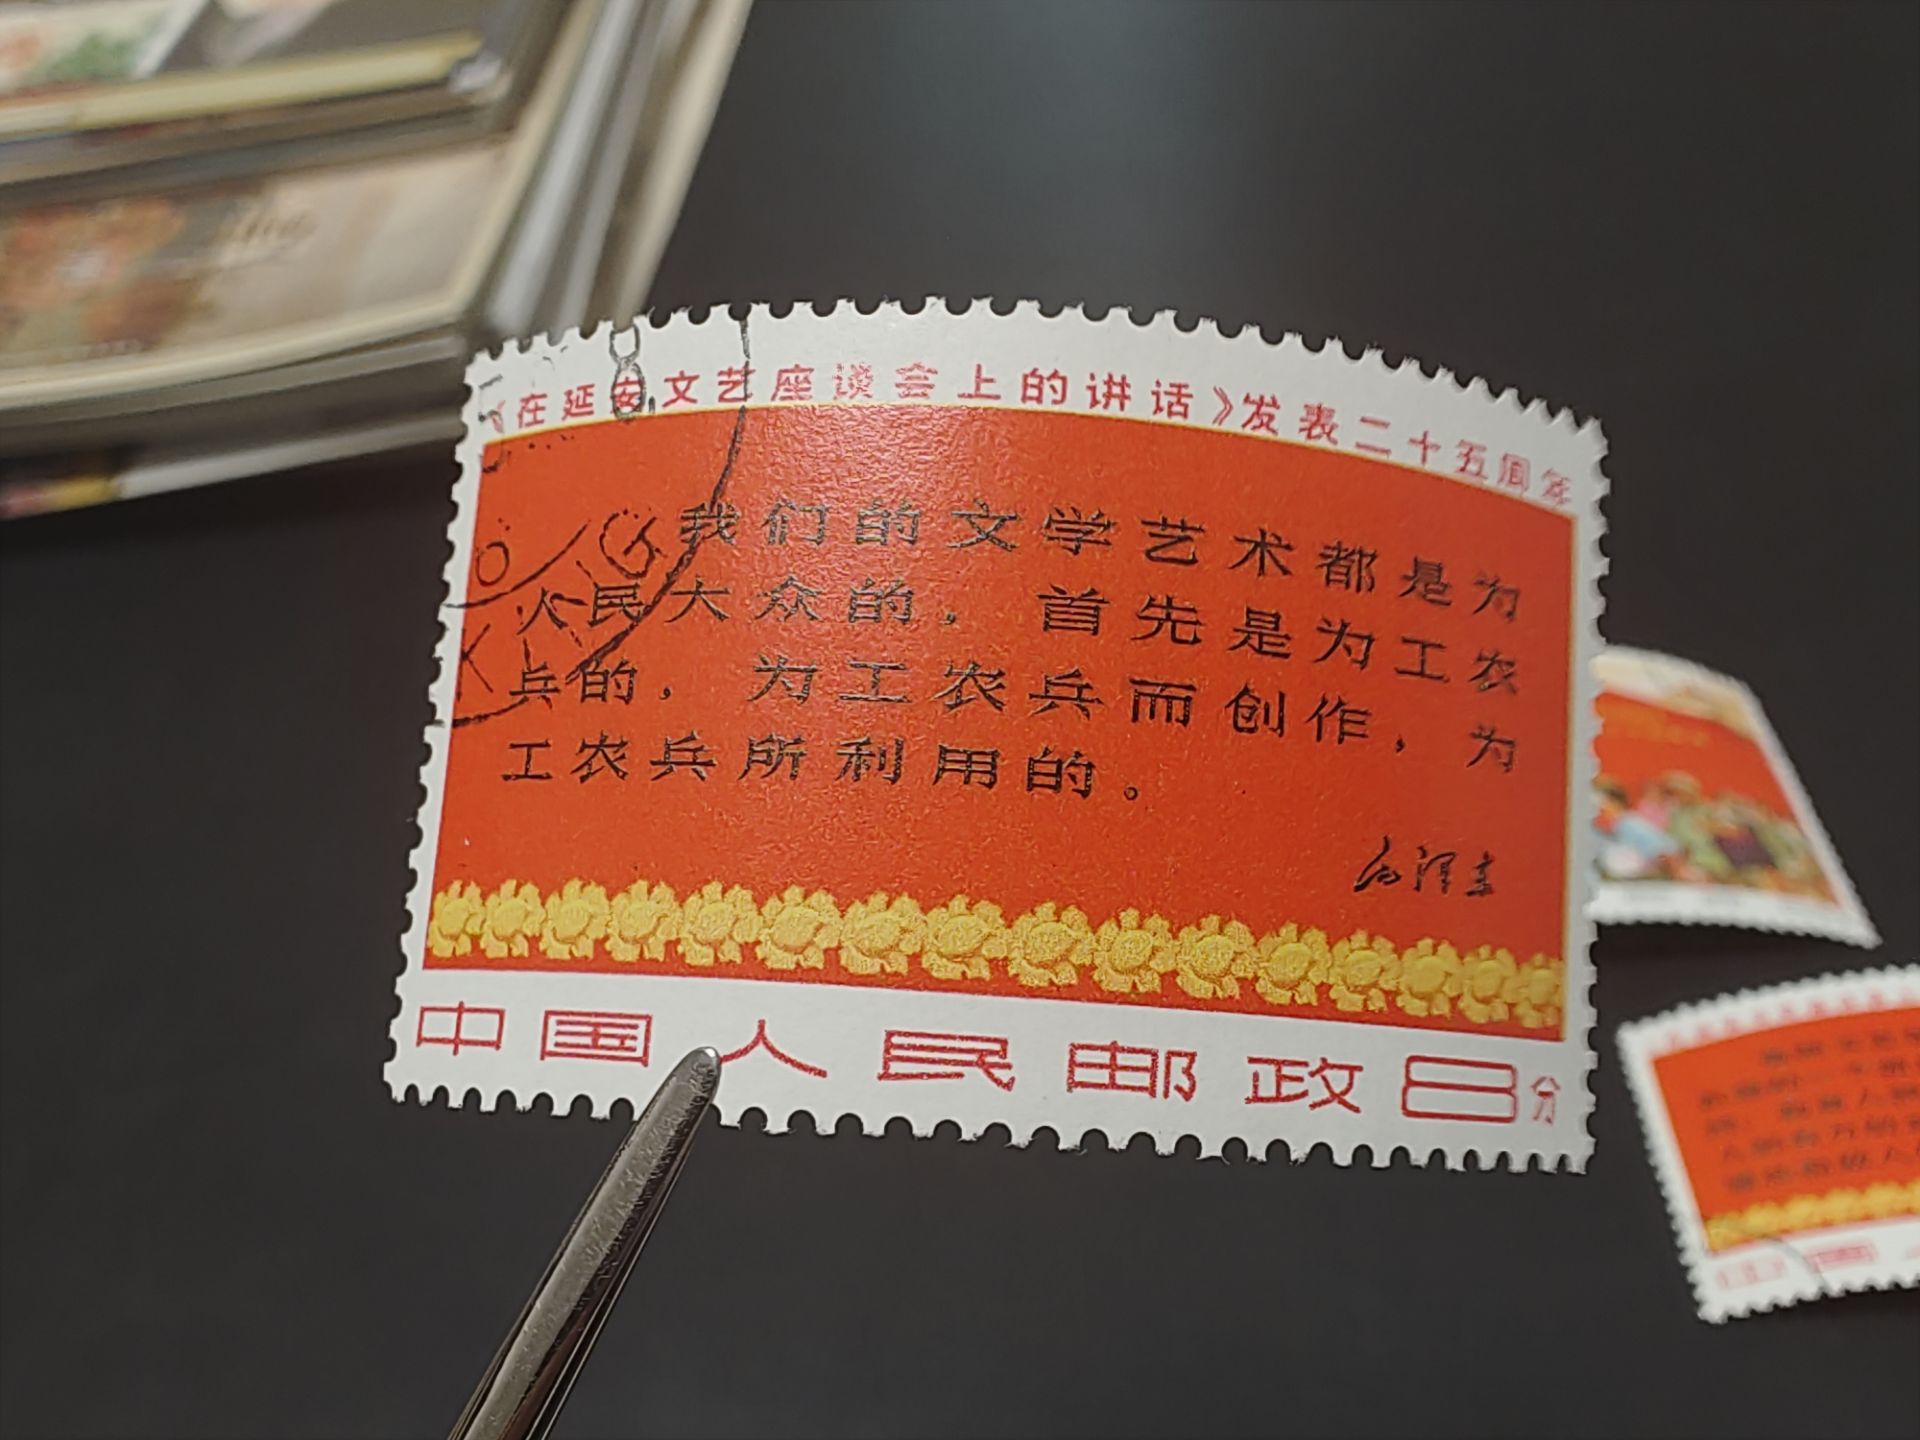 《在延安文艺座谈会上的讲话》发表二十五周年
我们的文学艺术都是为
人民大众的，首先是为工农
兵的，为工农兵而创作，为
工农兵所利用的。
毛泽东
中国人民邮政8分